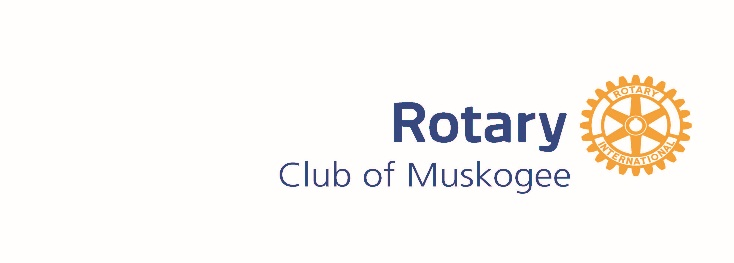 Rotary
Club of Muskogee
ROTARY
INTERNATIONAL